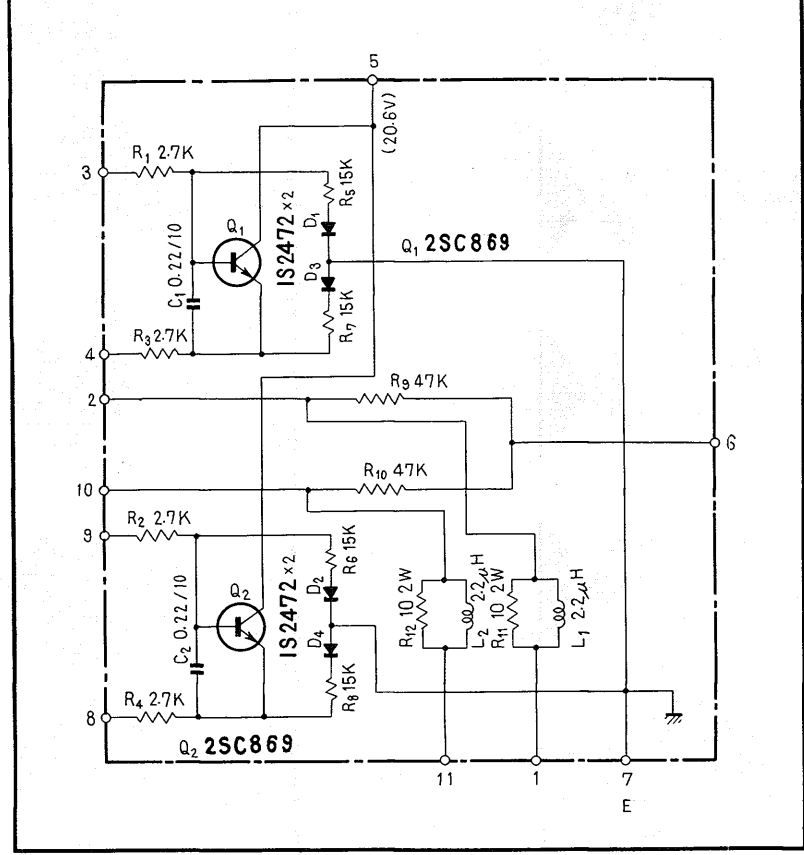 5
(20.6V)
R1 2.7K
3
R5 15K
D1
Q1
IS2472 ×2
Q1 2SC869
C1 0.22/10
D3
R7 15K
R3 2.7K
4
R9 47K
2
6
R10 47K
10
R2 2.7K
9
R6 15K
D2
Q2
IS2472 ×2
C2 0.22/10
D4
R8 15K
R12 10 2W
L2 2.2μH
R11 10 2W
L1 2.2μH
R4 2.7K
8
Q2 2SC869
11
1
7
E